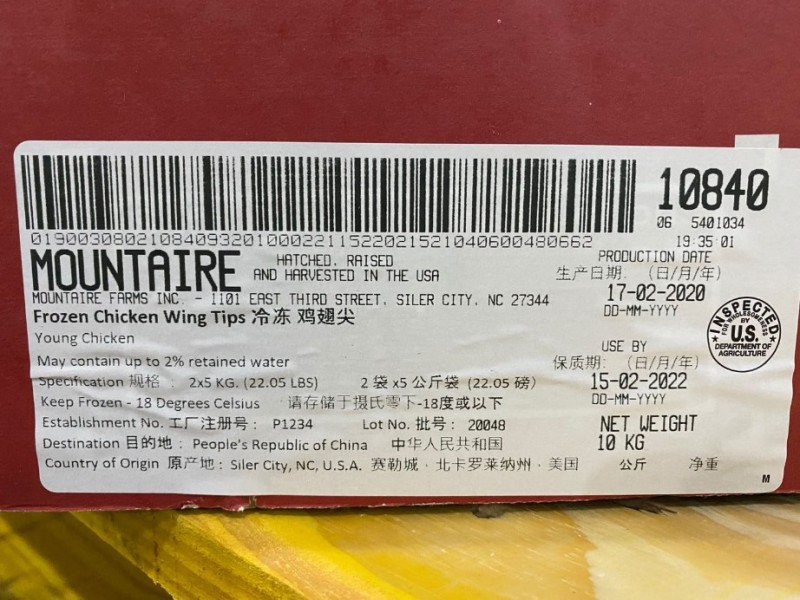 10840
06 5401034
019003080210840932010002211522021521040600480662
19:35:01
MOUNTAIRE
HATCHED, RAISED
AND HARVESTED IN THE USA
PRODUCTION DATE
生产日期: (日/月/年)
MOUNTAIRE FARMS INC. - 1101 EAST THIRD STREET, SILER CITY, NC 27344
17-02-2020
DD-MM-YYYY
Frozen Chicken Wing Tips 冷冻 鸡翅尖
Young Chicken
May contain up to 2% retained water
INSPECTED
FOR WHOLESOMENESS
BY
U.S.
DEPARTMENT OF
AGRICULTURE
USE BY
保质期: (日/月/年)
Specification 规格 : 2x5 KG. (22.05 LBS) 2 袋 x5 公斤袋 (22.05 磅)
15-02-2022
DD-MM-YYYY
Keep Frozen - 18 Degrees Celsius 请存储于摄氏零下-18度或以下
Establishment No. 工厂注册号: P1234 Lot No. 批号: 20048
NET WEIGHT
10 KG
Destination 目的地: People's Republic of China 中华人民共和国
Country of Origin 原产地: Siler City, NC, U.S.A. 赛勒城 · 北卡罗莱纳州 · 美国
公斤 净重
M